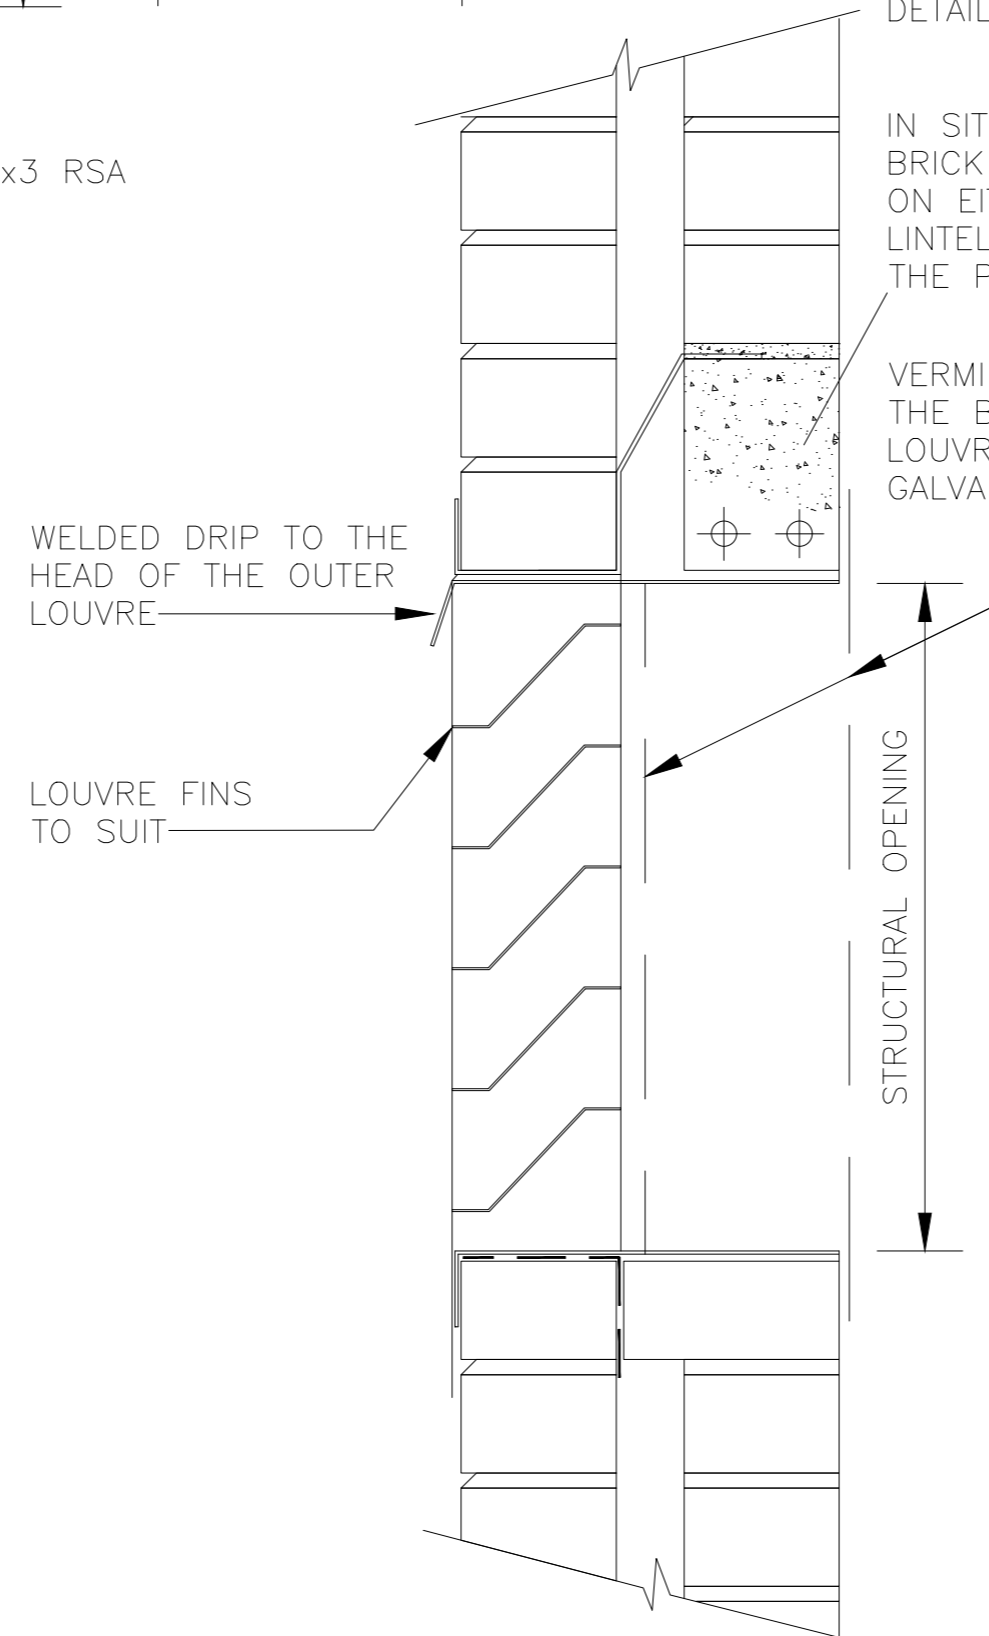 DETAIL
x3 RSA
IN SIT
BRICK
ON EIT
LINTEL
THE P
VERMI
THE B
LOUVR
GALVA
WELDED DRIP TO THE
HEAD OF THE OUTER
LOUVRE
LOUVRE FINS
TO SUIT
STRUCTURAL OPENING